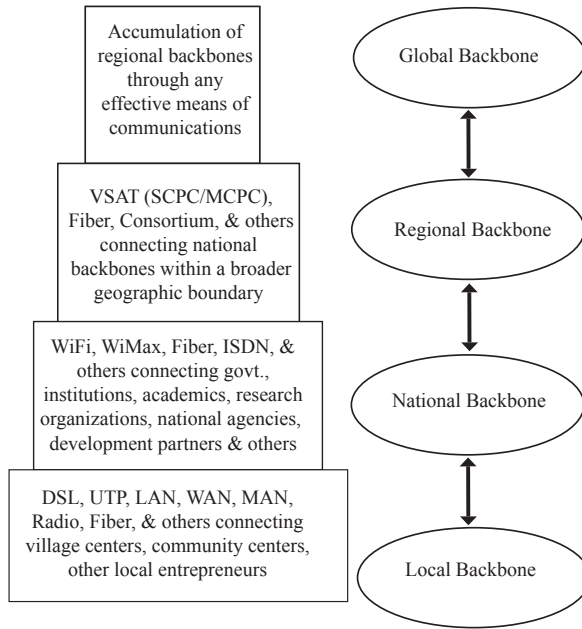 Accumulation of
regional backbones
through any
effective means of
communications
Global Backbone
VSAT (SCPC/MCPC),
Fiber, Consortium, & others
connecting national
backbones within a broader
geographic boundary
Regional Backbone
WiFi, WiMax, Fiber, ISDN, &
others connecting govt.,
institutions, academics, research
organizations, national agencies,
development partners & others
National Backbone
DSL, UTP, LAN, WAN, MAN,
Radio, Fiber, & others connecting
village centers, community centers,
other local entrepreneurs
Local Backbone